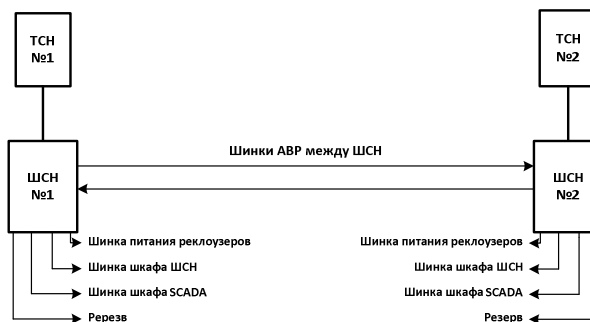 ТСН
№1
ТСН
№2
Шинки АВР между ШСН
ШСН
№1
ШСН
№2
Шинка питания реклоузеров
Шинка питания реклоузеров
Шинка шкафа ШСН
Шинка шкафа ШСН
Шинка шкафа SCADA
Шинка шкафа SCADA
Ререзв
Резерв